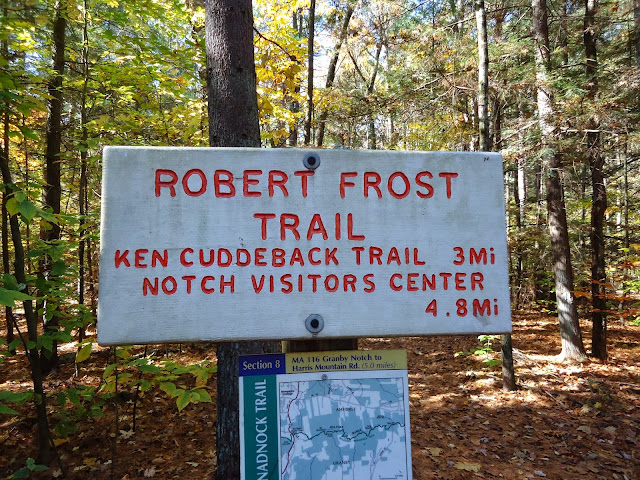 ROBERT FROST
TRAIL
KEN CUDDEBACK TRAIL 3Mi
NOTCH VISITORS CENTER
4.8Mi
Section 8
MA 116 Granby Notch to
Harris Mountain Rd. (5.0 miles)
NADNOCK TRAIL